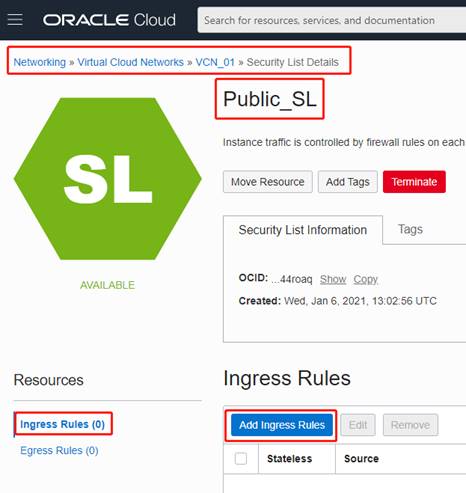 ORACLE Cloud
Search for resources, services, and documentation
Networking » Virtual Cloud Networks » VCN_01 » Security List Details
SL
AVAILABLE
Public_SL
Instance traffic is controlled by firewall rules on each
Move Resource
Add Tags
Terminate
Security List Information
Tags
OCID: ...44roaq Show Copy
Created: Wed, Jan 6, 2021, 13:02:56 UTC
Resources
Ingress Rules (0)
Egress Rules (0)
Ingress Rules
Add Ingress Rules
Edit
Remove
Stateless
Source